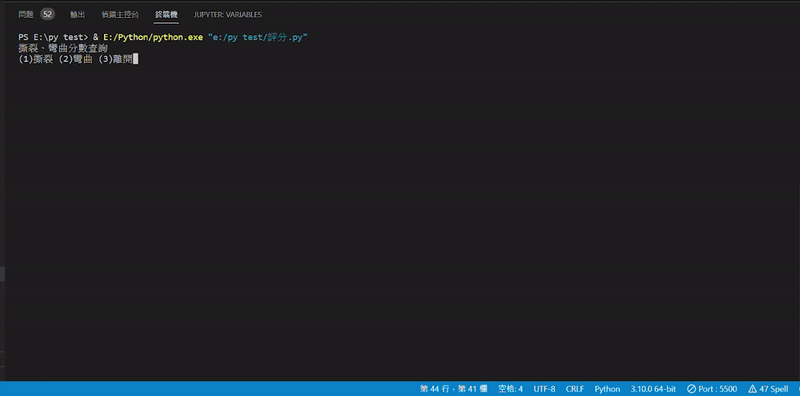 問題 52 輸出 偵錯主控台 終端機 JUPYTER: VARIABLES
PS E:\py test> & E:/Python/python.exe "e:/py test/評分.py"
撕裂、彎曲分數查詢
(1)撕裂 (2)彎曲 (3)離開
第 44 行，第 41 欄 空格: 4 UTF-8 CRLF Python 3.10.0 64-bit Port : 5500 47 Spell